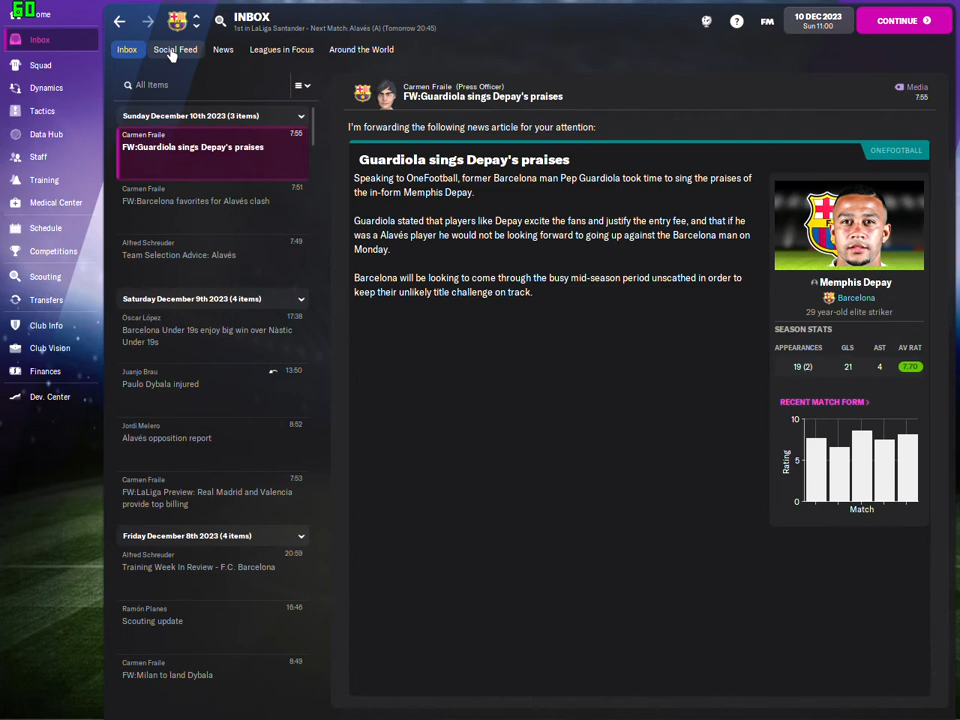 60
ome
INBOX
1st in LaLiga Santander - Next Match: Alavés (A) (Tomorrow 20:45)
?
FM
10 DEC 2023
Sun 11:00
CONTINUE
Inbox
Social Feed
News
Leagues in Focus
Around the World
Inbox
Squad
Dynamics
Tactics
Data Hub
Staff
Training
Medical Center
Schedule
Competitions
Scouting
Transfers
Club Info
Club Vision
Finances
Dev. Center
All Items
Sunday December 10th 2023 (3 items)
Carmen Fraile 7:55
FW:Guardiola sings Depay's praises
Carmen Fraile 7:51
FW:Barcelona favorites for Alavés clash
Alfred Schreuder 7:49
Team Selection Advice: Alavés
Saturday December 9th 2023 (4 items)
Óscar López 17:38
Barcelona Under 19s enjoy big win over Nàstic
Under 19s
Juanjo Brau 13:50
Paulo Dybala injured
Jordi Melero 8:52
Alavés opposition report
Carmen Fraile 7:53
FW:LaLiga Preview: Real Madrid and Valencia
provide top billing
Friday December 8th 2023 (4 items)
Alfred Schreuder 20:59
Training Week In Review - F.C. Barcelona
Ramón Planes 16:46
Scouting update
Carmen Fraile 8:49
FW:Milan to land Dybala
Carmen Fraile (Press Officer)
FW:Guardiola sings Depay's praises
Media
7:55
I'm forwarding the following news article for your attention:
ONEFOOTBALL
Guardiola sings Depay's praises
Speaking to OneFootball, former Barcelona man Pep Guardiola took time to sing the praises of
the in-form Memphis Depay.
Guardiola stated that players like Depay excite the fans and justify the entry fee, and that if he
was a Alavés player he would not be looking forward to going up against the Barcelona man on
Monday.
Barcelona will be looking to come through the busy mid-season period unscathed in order to
keep their unlikely title challenge on track.
Memphis Depay
Barcelona
29 year-old elite striker
SEASON STATS
APPEARANCES GLS AST AV RAT
19 (2) 21 4 7.70
RECENT MATCH FORM >
10
5
0
Rating
Match